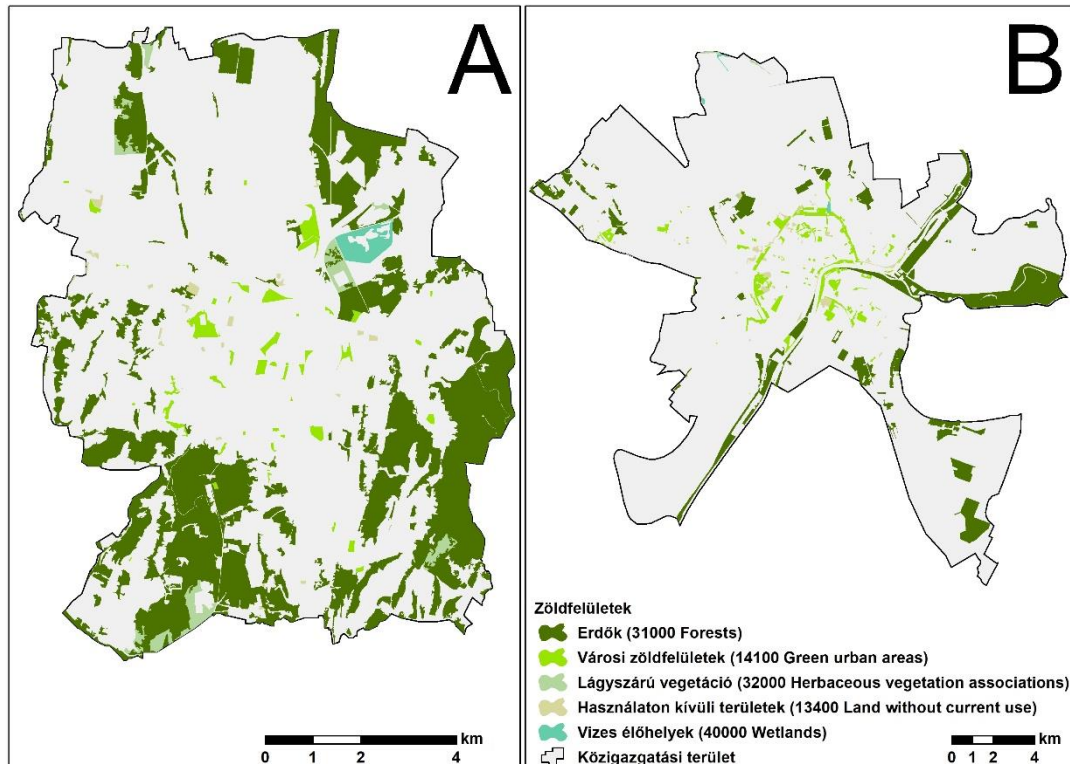 A
B
Zöldfelületek
Erdők (31000 Forests)
Városi zöldfelületek (14100 Green urban areas)
Lágyszárú vegetáció (32000 Herbaceous vegetation associations)
Használaton kívüli területek (13400 Land without current use)
Vizes élőhelyek (40000 Wetlands)
Közigazgatási terület
km
0 1 2 4
km
0 1 2 4